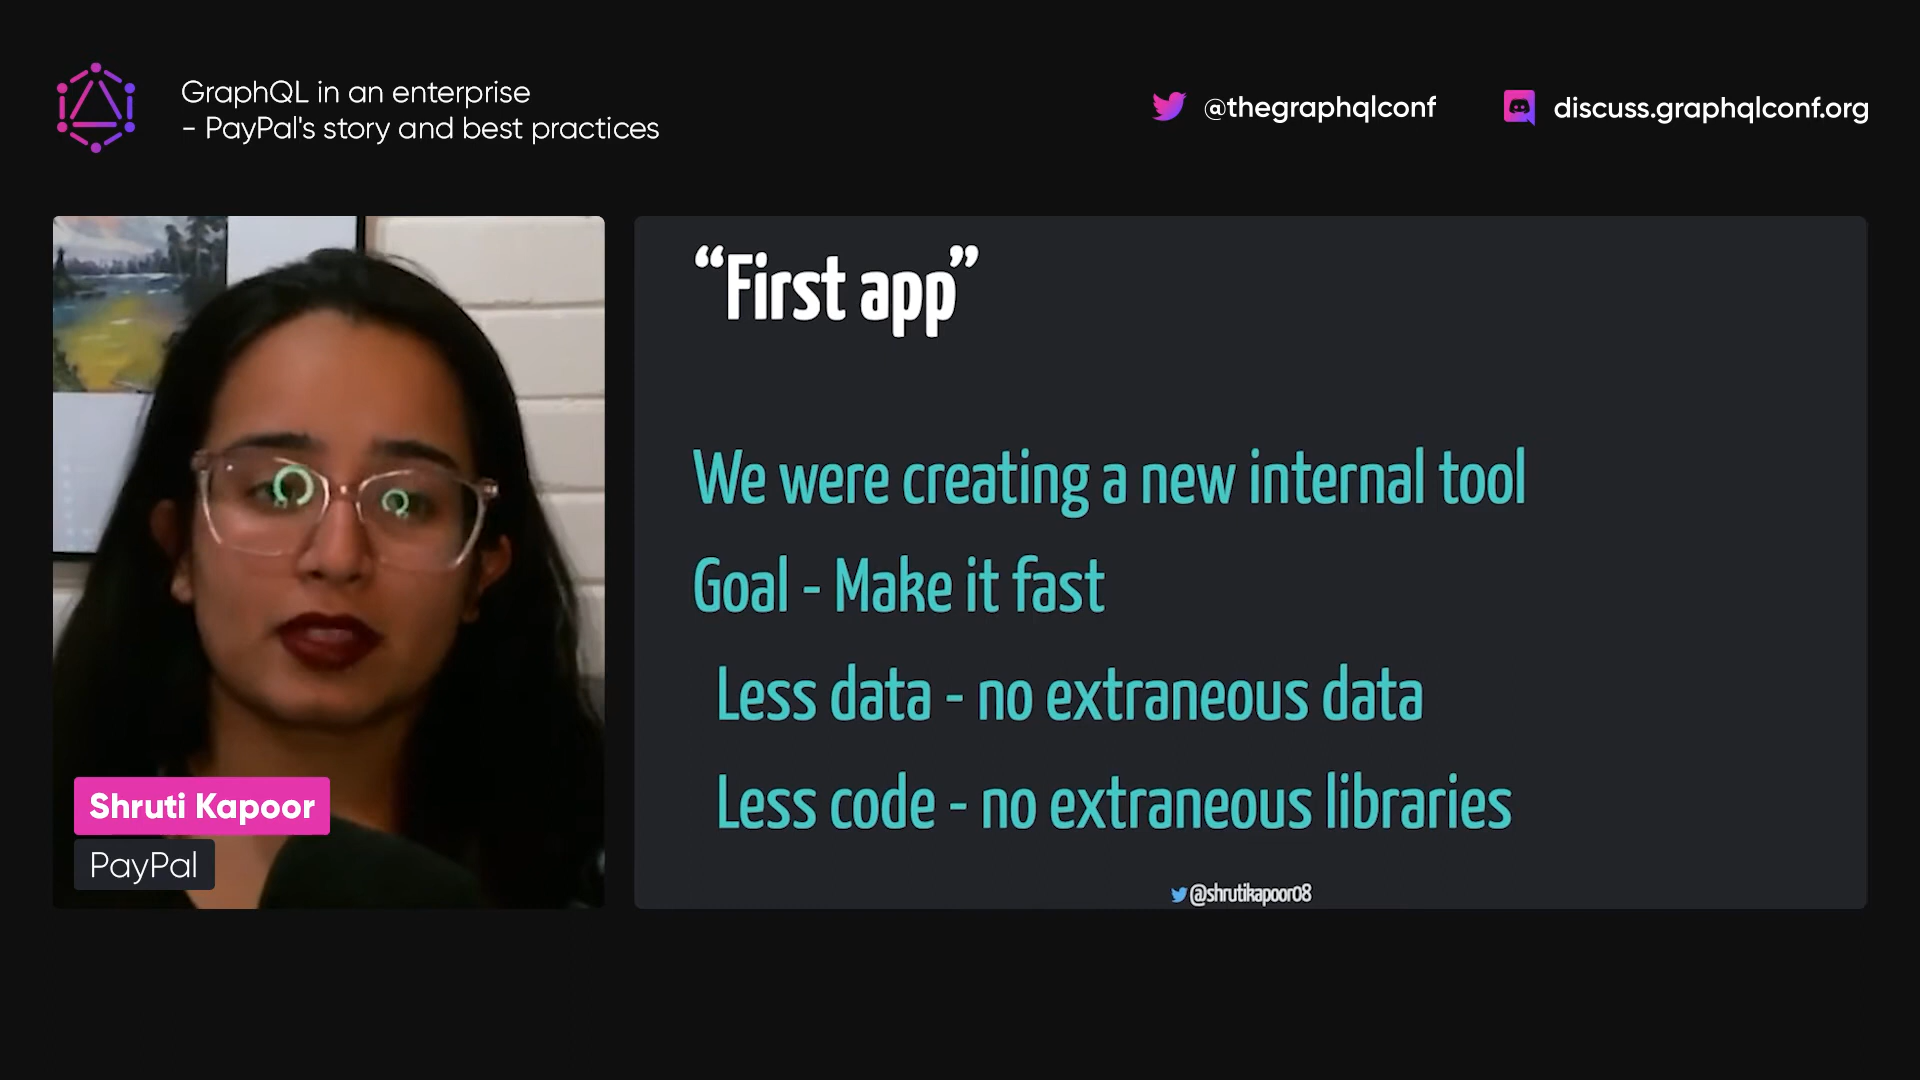 GraphQL in an enterprise
- PayPal's story and best practices
@thegraphqlconf
discuss.graphqlconf.org
“First app”
We were creating a new internal tool
Goal - Make it fast
Less data - no extraneous data
Less code - no extraneous libraries
@shrutikapoor08
Shruti Kapoor
PayPal